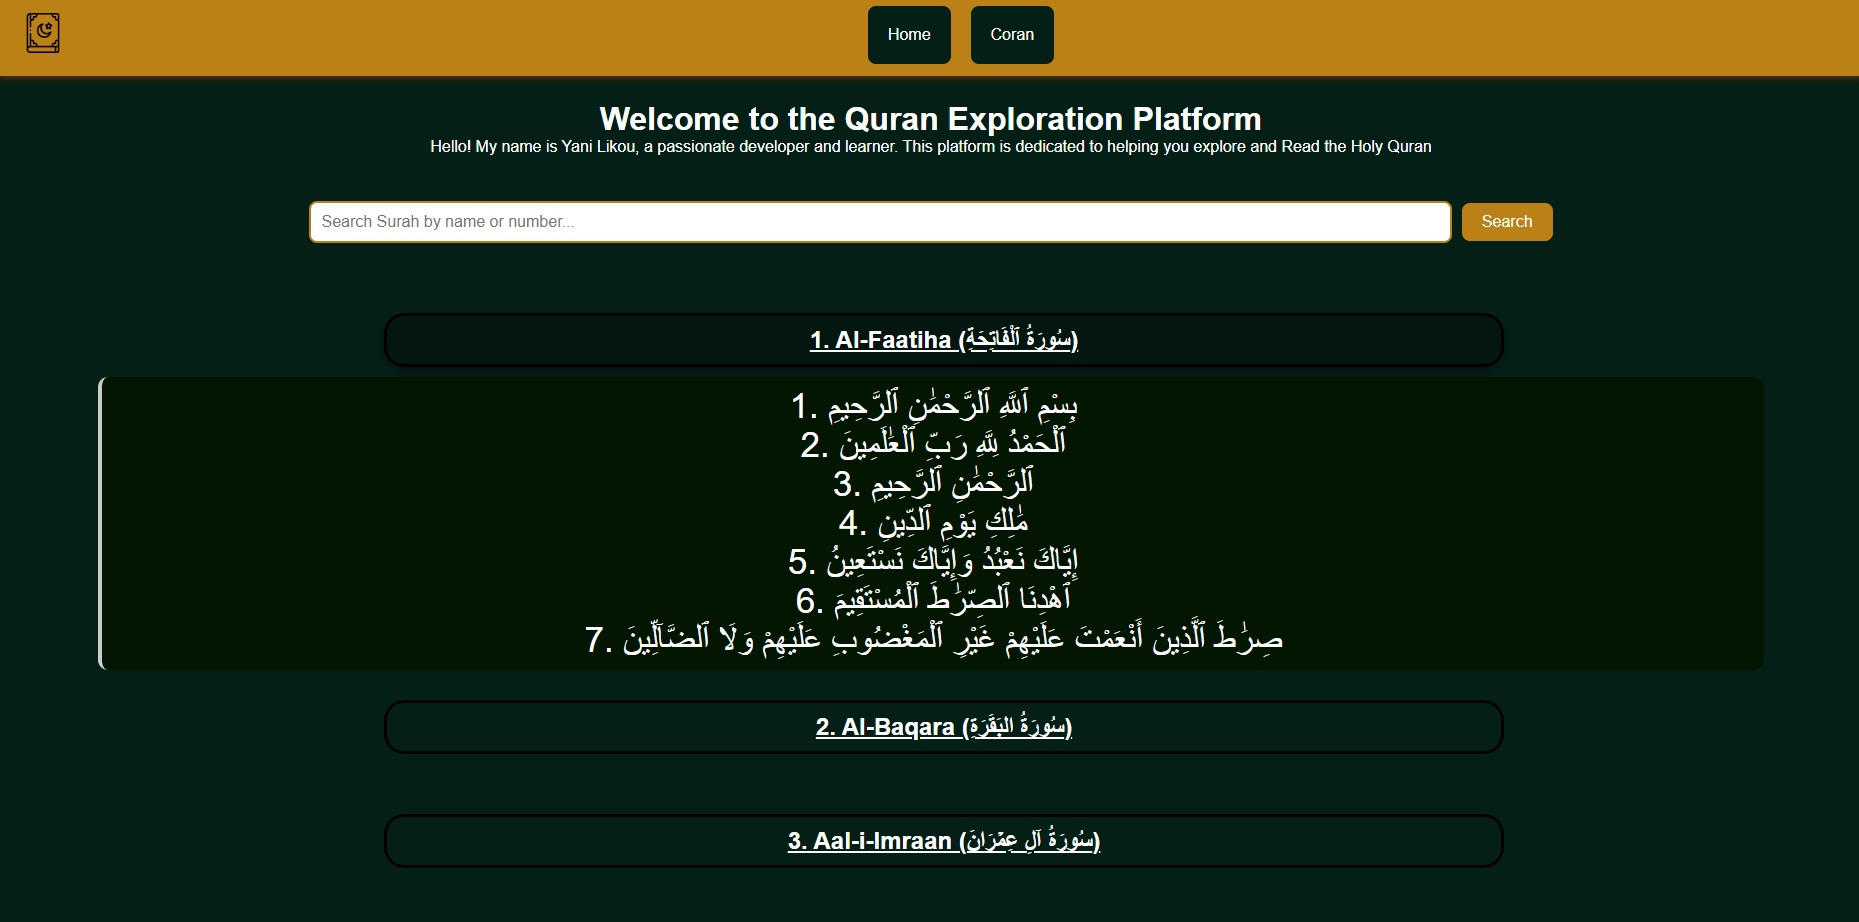 Home
Coran
Welcome to the Quran Exploration Platform
Hello! My name is Yani Likou, a passionate developer and learner. This platform is dedicated to helping you explore and Read the Holy Quran
Search Surah by name or number...
Search
1. Al-Faatiha (سُورَةُ ٱلْفَاتِحَةِ)
1. بِسْمِ ٱللَّهِ ٱلرَّحْمَٰنِ ٱلرَّحِيمِ
2. ٱلْحَمْدُ لِلَّهِ رَبِّ ٱلْعَٰلَمِينَ
3. ٱلرَّحْمَٰنِ ٱلرَّحِيمِ
4. مَٰلِكِ يَوْمِ ٱلدِّينِ
5. إِيَّاكَ نَعْبُدُ وَإِيَّاكَ نَسْتَعِينُ
6. ٱهْدِنَا ٱلصِّرَٰطَ ٱلْمُسْتَقِيمَ
7. صِرَٰطَ ٱلَّذِينَ أَنْعَمْتَ عَلَيْهِمْ غَيْرِ ٱلْمَغْضُوبِ عَلَيْهِمْ وَلَا ٱلضَّآلِّينَ
2. Al-Baqara (سُورَةُ البَقَرَةِ)
3. Aal-i-Imraan (سُورَةُ آلِ عِمۡرَانَ)